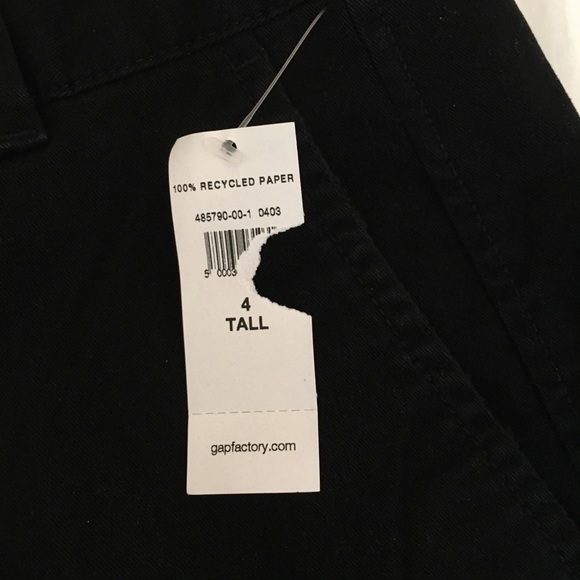 100% RECYCLED PAPER
485790-00-1 0403
5 0003
4
TALL
gapfactory.com